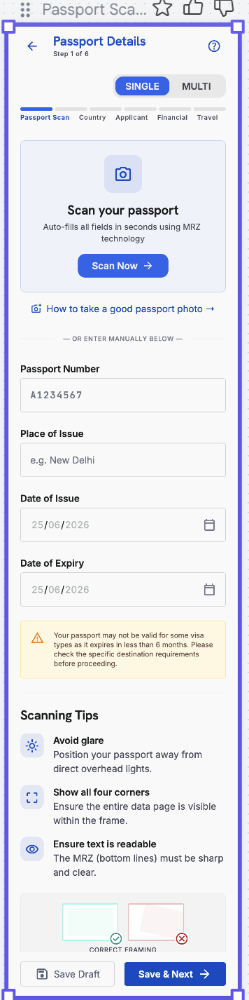 Passport Sca...
Passport Details
Step 1 of 6
SINGLE MULTI
Passport Scan Country Applicant Financial Travel
Scan your passport
Auto-fills all fields in seconds using MRZ
technology
Scan Now →
How to take a good passport photo →
— OR ENTER MANUALLY BELOW —
Passport Number
A1234567
Place of Issue
e.g. New Delhi
Date of Issue
25/06/2026
Date of Expiry
25/06/2026
Your passport may not be valid for some visa
types as it expires in less than 6 months. Please
check the specific destination requirements
before proceeding.
Scanning Tips
Avoid glare
Position your passport away from
direct overhead lights.
Show all four corners
Ensure the entire data page is visible
within the frame.
Ensure text is readable
The MRZ (bottom lines) must be sharp
and clear.
CORRECT FRAMING
Save Draft
Save & Next →